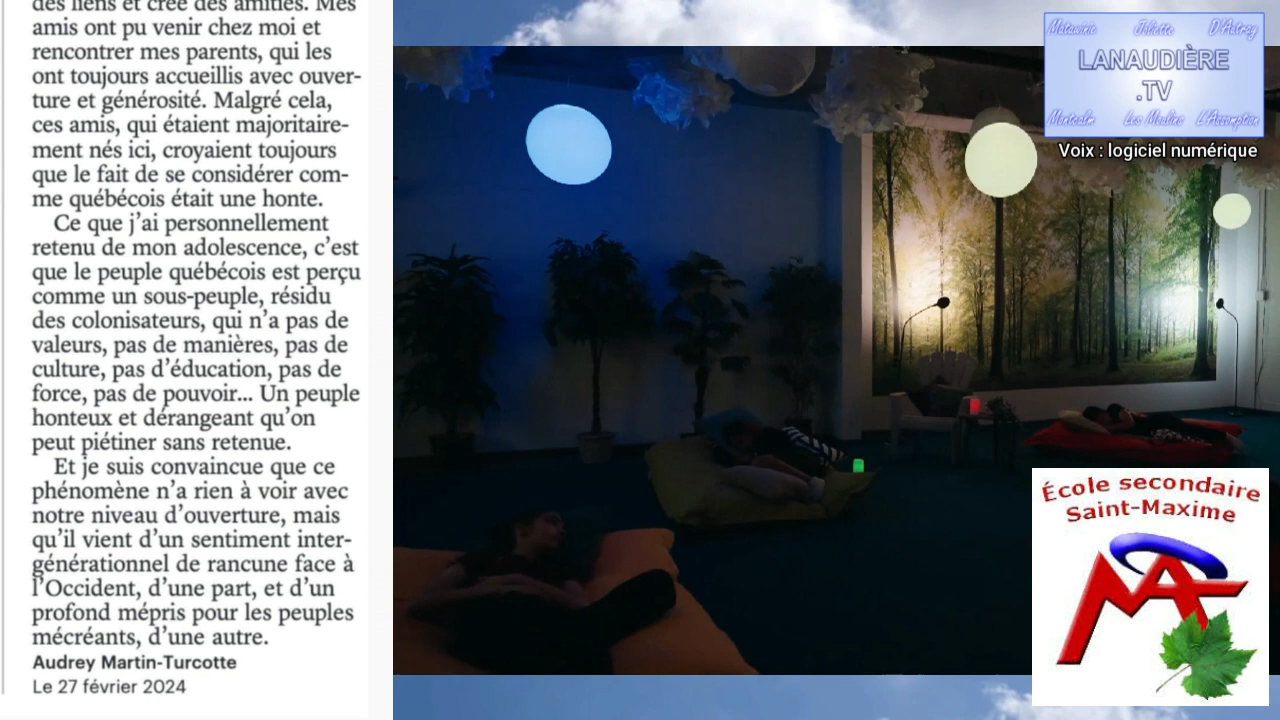 des liens et créé des amitiés. Mes
amis ont pu venir chez moi et
rencontrer mes parents, qui les
ont toujours accueillis avec ouver-
ture et générosité. Malgré cela,
ces amis, qui étaient majoritaire-
ment nés ici, croyaient toujours
que le fait de se considérer com-
me québécois était une honte.
Ce que j’ai personnellement
retenu de mon adolescence, c’est
que le peuple québécois est perçu
comme un sous-peuple, résidu
des colonisateurs, qui n’a pas de
valeurs, pas de manières, pas de
culture, pas d’éducation, pas de
force, pas de pouvoir... Un peuple
honteux et dérangeant qu’on
peut piétiner sans retenue.
Et je suis convaincue que ce
phénomène n’a rien à voir avec
notre niveau d’ouverture, mais
qu’il vient d’un sentiment inter-
générationnel de rancune face à
l’Occident, d’une part, et d’un
profond mépris pour les peuples
mécréants, d’une autre.
Audrey Martin-Turcotte
Le 27 février 2024
Matawinie Joliette D'Autray
LANAUDIÈRE
.TV
Montcalm Les Moulins L'Assomption
Voix : logiciel numérique
École secondaire
Saint-Maxime